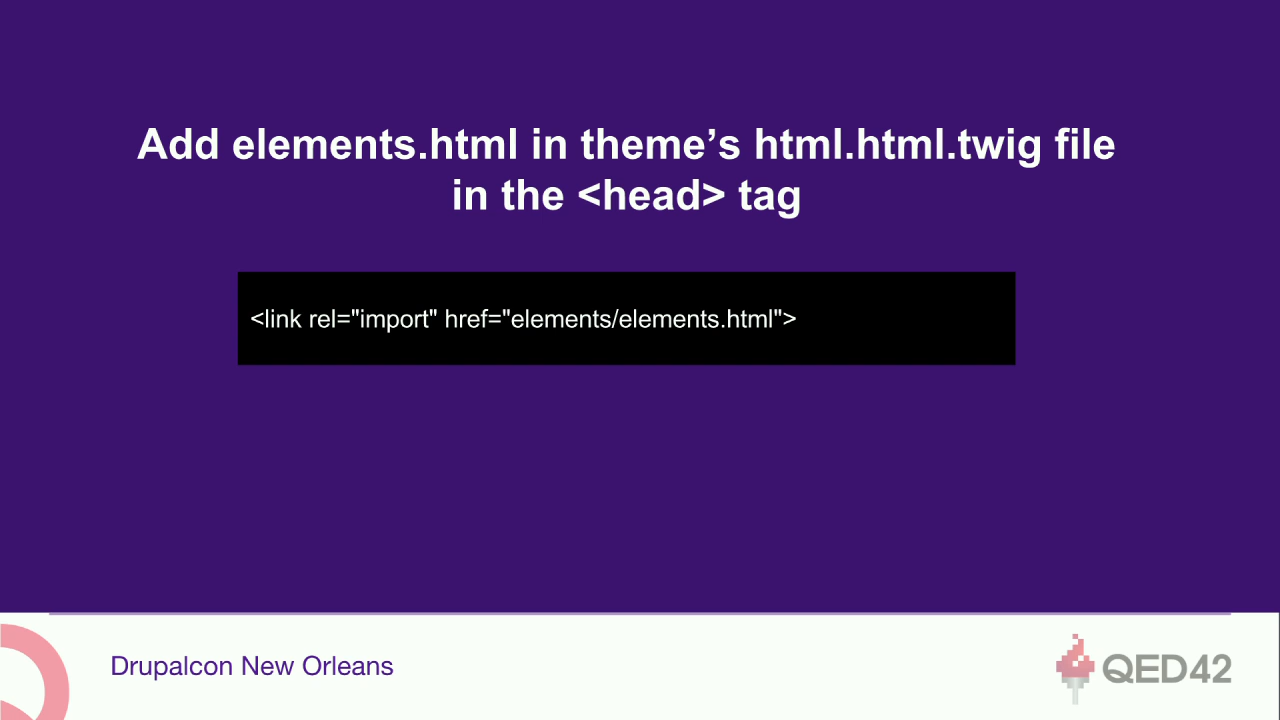 Add elements.html in theme’s html.html.twig file
in the <head> tag
<link rel="import" href="elements/elements.html">
Drupalcon New Orleans
QED42